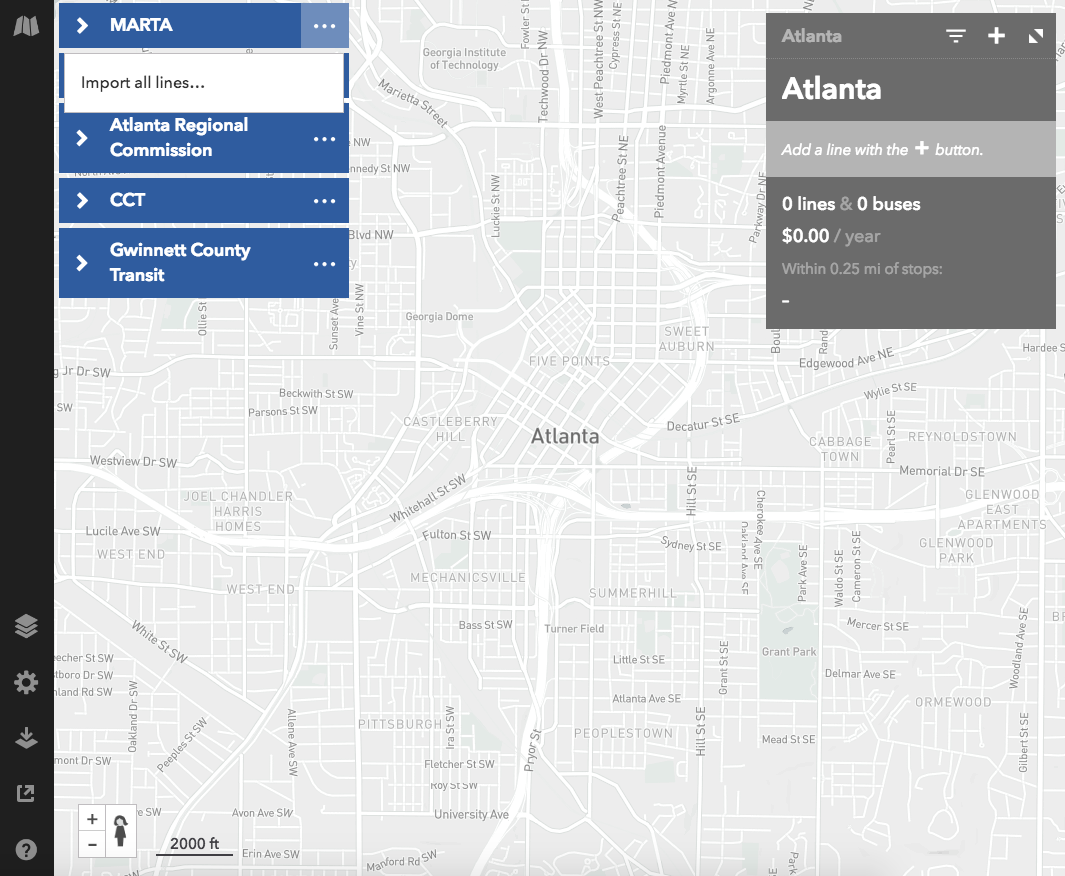 MARTA
Import all lines...
Atlanta Regional
Commission
CCT
Gwinnett County
Transit
Atlanta
Atlanta
Add a line with the + button.
0 lines & 0 buses
$0.00 / year
Within 0.25 mi of stops:
-
Fowler St
Techwood Dr NW
West Peachtree St NW
Cypress St NE
Piedmont Ave NE
Myrtle St NE
Argonne Ave NE
Georgia Institute
of Technology
Marietta Street
NW
nnedy St NW
Luckie St NW
Peachtree St NE
Piedmont Avenue
Parkway Dr NE
Blvd NW
Ollie St
Sunset Ave
Vine St NW
Georgia Dome
SWEET
AUBURN
FIVE POINTS
Edgewood Ave NE
Hardee S
g Jr Dr SW
SW
Beckwith St SW
Parsons St SW
CASTLEBERRY
HILL
Atlanta
Decatur St SE
Wylie St SE
Pearl St SE
CABBAGE
TOWN
REYNOLDSTOWN
Westview Dr SW
Memorial Dr SE
Whitehall St SW
Hill St SE
JOEL CHANDLER
HARRIS
HOMES
Cherokee Ave SE
GLENWOOD
EAST
APARTMENTS
Lucile Ave SW
WEST END
Fulton St SW
Sydney St SE
Oakland Ave SE
GLENWOOD
PARK
WEST END
MECHANICSVILLE
SUMMERHILL
Park Ave SE
Waldo St SE
Cameron St SE
White St SW
Bass St SW
Turner Field
Mercer St SE
Little St SE
Grant St SE
Grant Park
Woodland Ave SE
eecher St SW
tboro Dr SW
hland Rd SW
Delmar Ave SE
Atlanta Ave SE
ORMEWOOD
Oakland Dr SW
Peeples St SW
Allene Ave SW
PITTSBURGH
Ira St SW
Pryor St
PEOPLESTOWN
Hill St SE
Mead St SE
Gilbert St SE
mont Dr SW
Fletcher St SW
Roy St SW
University Ave
re SW
Avon Ave SW
2000 ft
Erin Ave SW
Manford Rd SW
Park
+
-
?